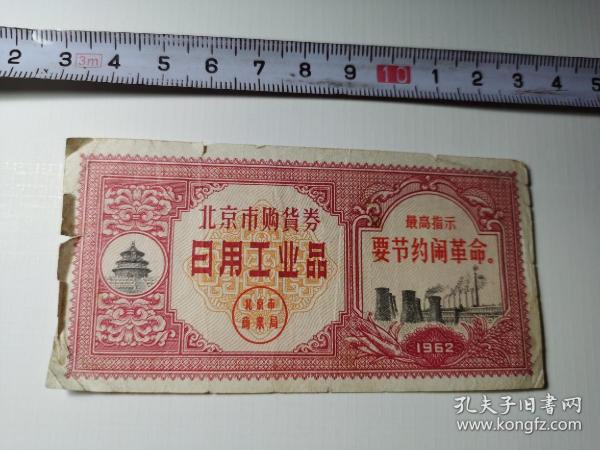 2 3 3m 4 5 6 7 8 9 10 1 2 3 4 5
北京市购货券
日用工业品
北京市
商业局
最高指示
要节约闹革命。
1962
孔夫子旧书网
www.kongfz.com